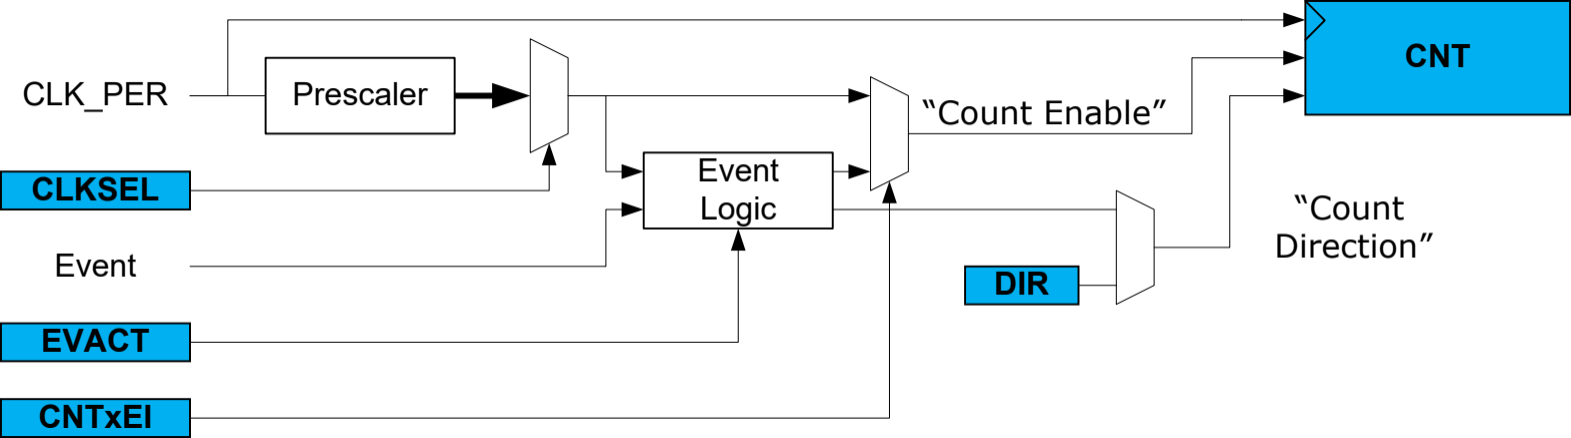 CNT
CLK_PER
Prescaler
“Count Enable”
Event
Logic
CLKSEL
“Count
Direction”
Event
DIR
EVACT
CNTxEI